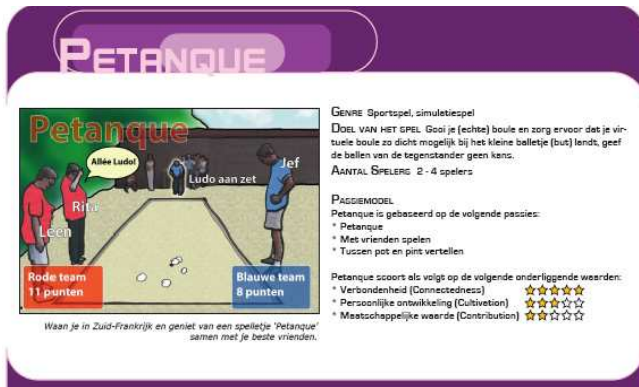 PETANQUE
Petanque
Allée Ludo!
Ludo aan zet
Jef
Rita
Leen
Rode team
11 punten
Blauwe team
8 punten
Waan je in Zuid-Frankrijk en geniet van een spelletje 'Petanque'
samen met je beste vrienden.
GENRE Sportspel, simulatiespel
DOEL VAN HET SPEL Gooi je (echte) boule en zorg ervoor dat je vir-
tuele boule zo dicht mogelijk bij het kleine balletje (but) landt, geef
de ballen van de tegenstander geen kans.
AANTAL SPELERS 2 - 4 spelers
PASSIEMODEL
Petanque is gebaseerd op de volgende passies:
* Petanque
* Met vrienden spelen
* Tussen pot en pint vertellen
Petanque scoort als volgt op de volgende onderliggende waarden:
* Verbondenheid (Connectedness)
* Persoonlijke ontwikkeling (Cultivation)
* Maatschappelijke waarde (Contribution)